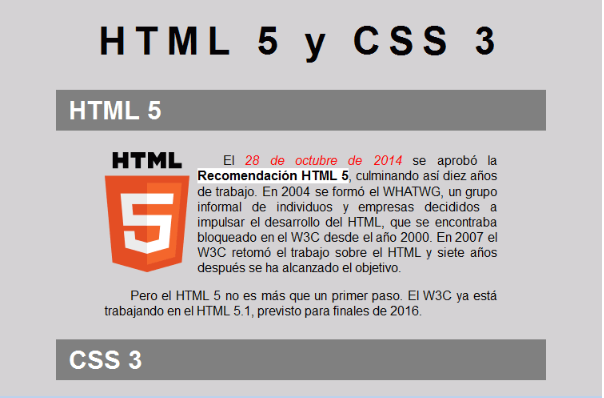 HTML 5 y CSS 3
HTML 5
HTML
5
El 28 de octubre de 2014 se aprobó la
Recomendación HTML 5, culminando así diez años
de trabajo. En 2004 se formó el WHATWG, un grupo
informal de individuos y empresas decididos a
impulsar el desarrollo del HTML, que se encontraba
bloqueado en el W3C desde el año 2000. En 2007 el
W3C retomó el trabajo sobre el HTML y siete años
después se ha alcanzado el objetivo.
Pero el HTML 5 no es más que un primer paso. El W3C ya está
trabajando en el HTML 5.1, previsto para finales de 2016.
CSS 3